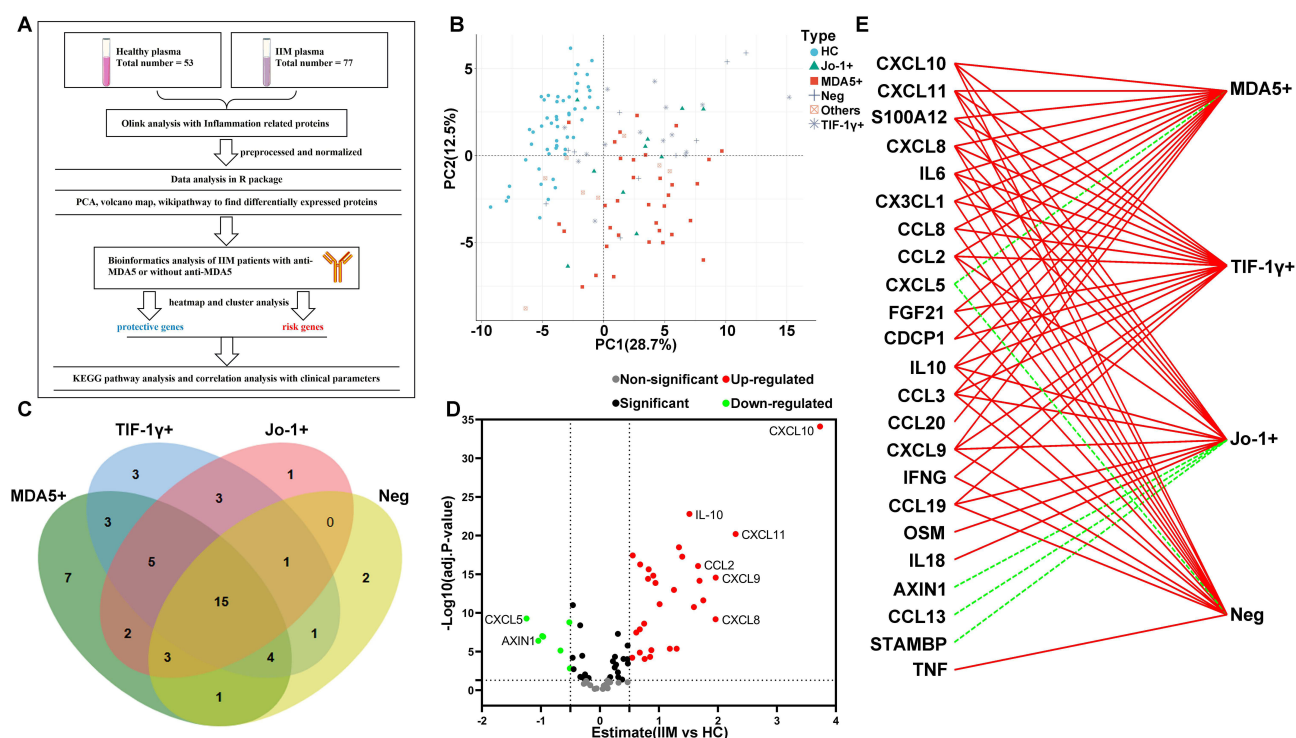 A
Healthy plasma
Total number = 53
IIM plasma
Total number = 77
Olink analysis with Inflammation related proteins
preprocessed and normalized
Data analysis in R package
PCA, volcano map, wikipathway to find differentially expressed proteins
Bioinformatics analysis of IIM patients with anti-
MDA5 or without anti-MDA5
heatmap and cluster analysis
protective genes
risk genes
KEGG pathway analysis and correlation analysis with clinical parameters
B
PC2(12.5%)
5
0
-5
-10
-5
0
5
10
15
PC1(28.7%)
Type
HC
Jo-1+
MDA5+
Neg
Others
TIF-1γ+
C
TIF-1γ+
Jo-1+
MDA5+
Neg
3
1
3
3
0
7
5
1
2
15
2
1
3
4
1
D
Non-significant
Up-regulated
Significant
Down-regulated
-Log10(adj.P-value)
35
30
25
20
15
10
5
0
-2
-1
0
1
2
3
4
Estimate(IIM vs HC)
CXCL10
IL-10
CXCL11
CCL2
CXCL9
CXCL8
CXCL5
AXIN1
E
CXCL10
CXCL11
S100A12
CXCL8
IL6
CX3CL1
CCL8
CCL2
CXCL5
FGF21
CDCP1
IL10
CCL3
CCL20
CXCL9
IFNG
CCL19
OSM
IL18
AXIN1
CCL13
STAMBP
TNF
MDA5+
TIF-1γ+
Jo-1+
Neg